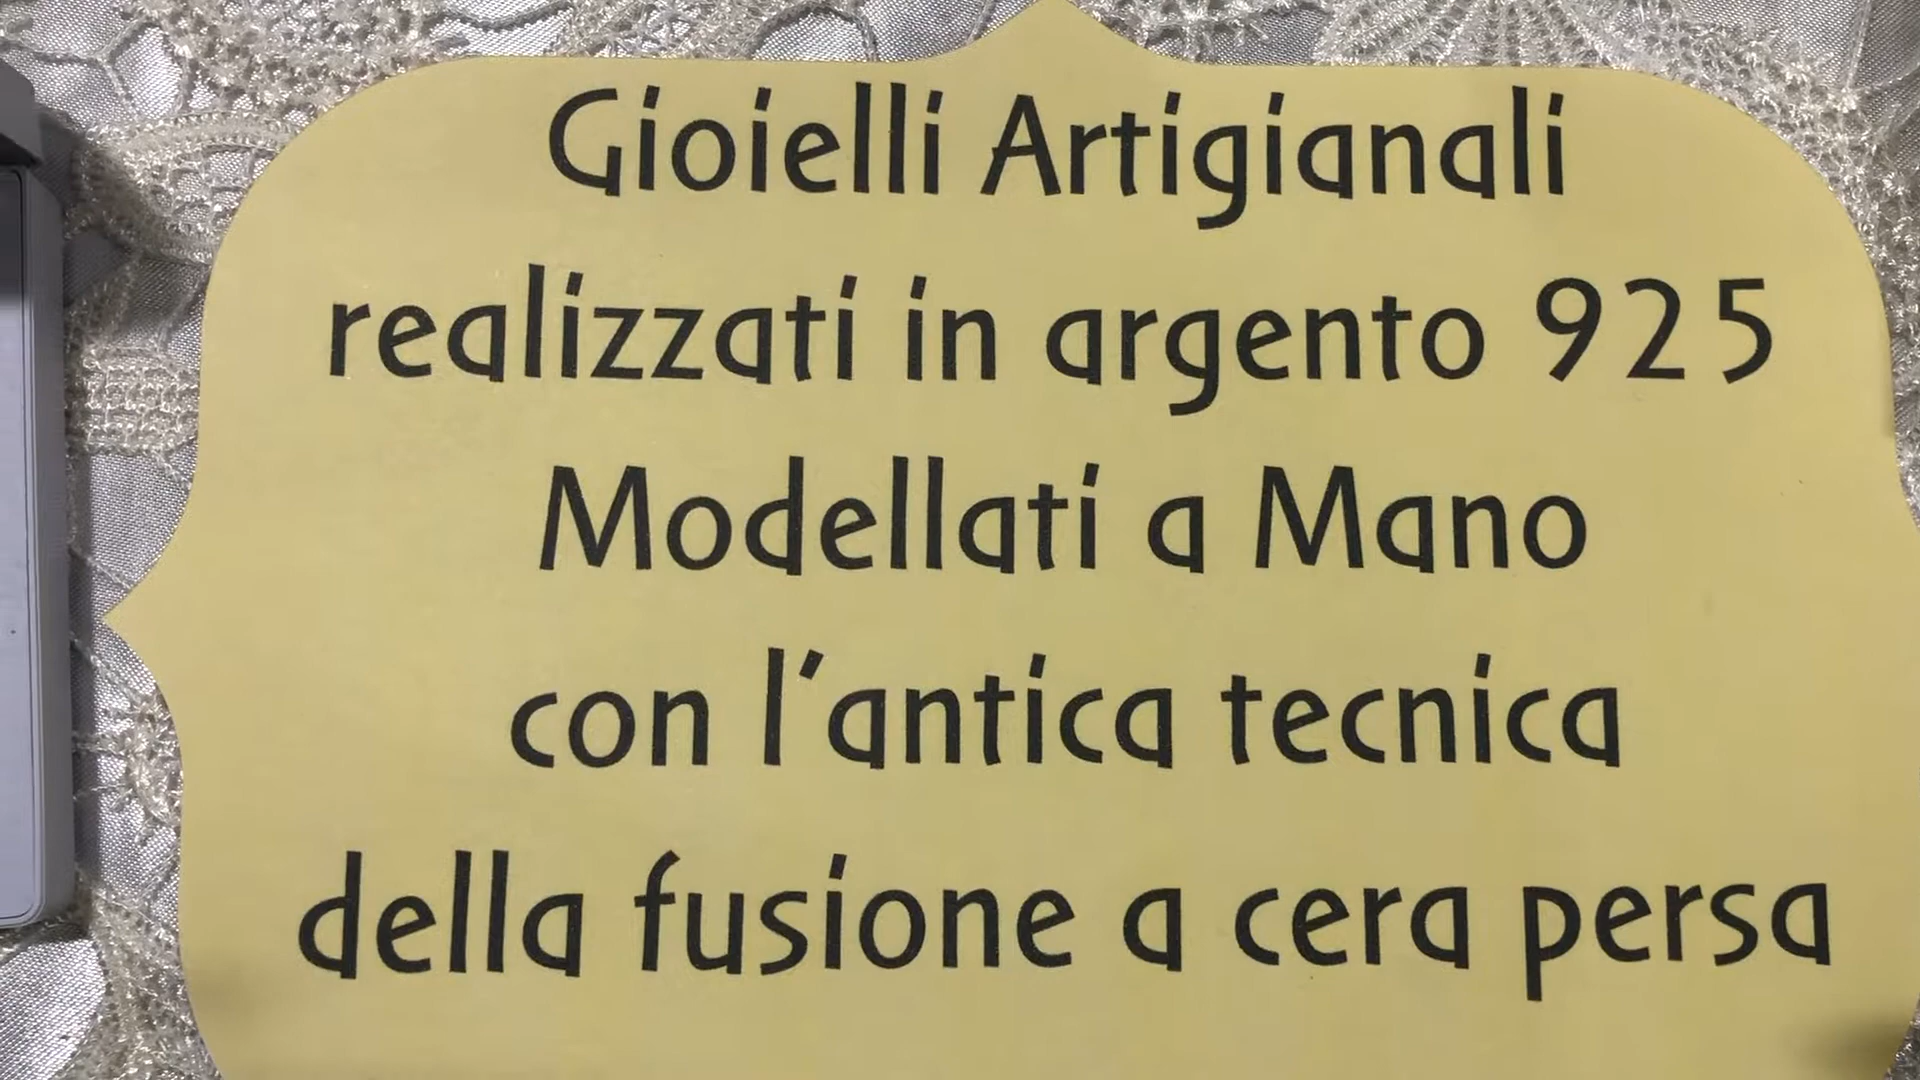 Gioielli Artigianali
realizzati in argento 925
Modellati a Mano
con l'antica tecnica
della fusione a cera persa